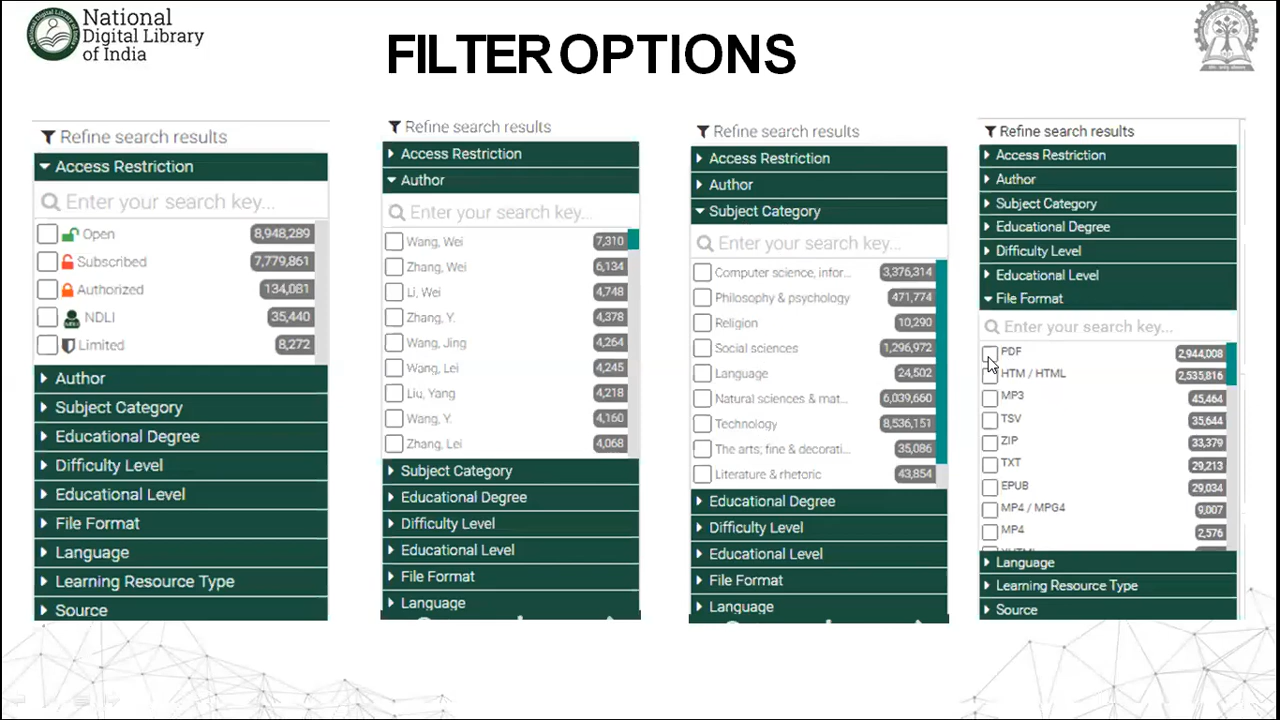 National
Digital Library
of India
FILTER OPTIONS
Refine search results
Access Restriction
Enter your search key...
Open 8,948,289
Subscribed 7,779,861
Authorized 134,081
NDLI 35,440
Limited 8,272
Author
Subject Category
Educational Degree
Difficulty Level
Educational Level
File Format
Language
Learning Resource Type
Source
Refine search results
Access Restriction
Author
Enter your search key...
Wang, Wei 7,310
Zhang, Wei 6,134
Li, Wei 4,748
Zhang, Y. 4,378
Wang, Jing 4,264
Wang, Lei 4,245
Liu, Yang 4,218
Wang, Y. 4,160
Zhang, Lei 4,068
Subject Category
Educational Degree
Difficulty Level
Educational Level
File Format
Language
Refine search results
Access Restriction
Author
Subject Category
Enter your search key...
Computer science, infor... 3,376,314
Philosophy & psychology 471,774
Religion 10,290
Social sciences 1,296,972
Language 24,502
Natural sciences & mat... 6,039,660
Technology 8,536,151
The arts; fine & decorati... 35,086
Literature & rhetoric 43,854
Educational Degree
Difficulty Level
Educational Level
File Format
Language
Refine search results
Access Restriction
Author
Subject Category
Educational Degree
Difficulty Level
Educational Level
File Format
Enter your search key...
PDF 2,944,008
HTM / HTML 2,535,816
MP3 45,464
TSV 35,644
ZIP 33,379
TXT 29,213
EPUB 29,034
MP4 / MPG4 9,007
MP4 2,576
Language
Learning Resource Type
Source